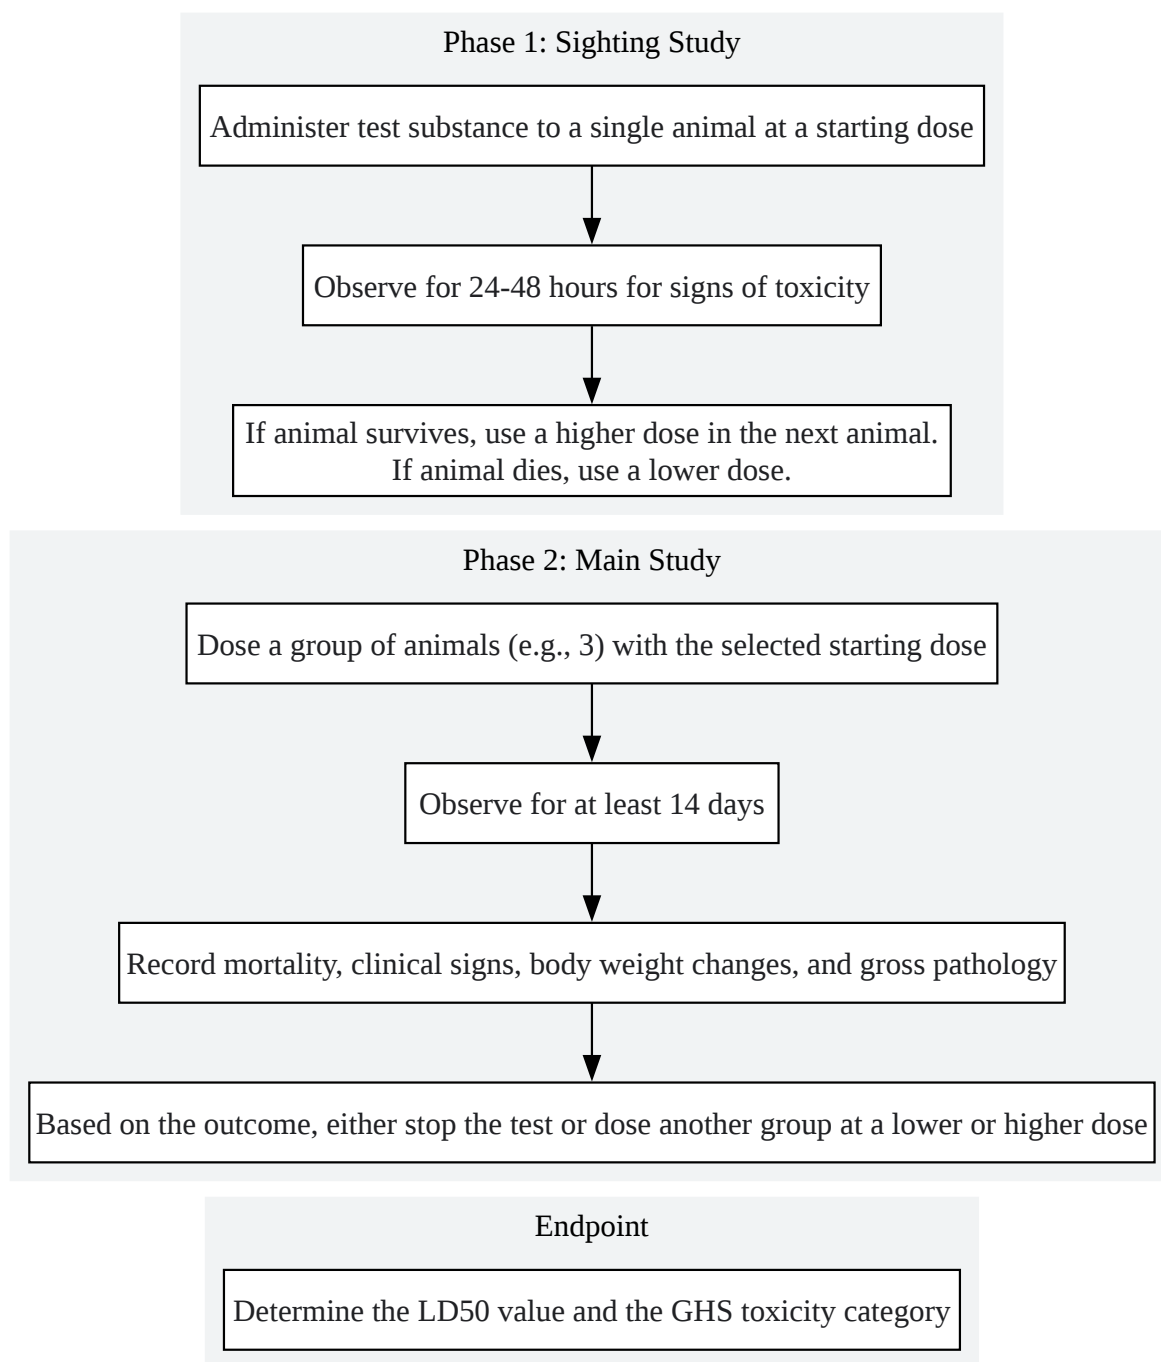 Phase 1: Sighting Study
Administer test substance to a single animal at a starting dose
Observe for 24-48 hours for signs of toxicity
If animal survives, use a higher dose in the next animal.
If animal dies, use a lower dose.
Phase 2: Main Study
Dose a group of animals (e.g., 3) with the selected starting dose
Observe for at least 14 days
Record mortality, clinical signs, body weight changes, and gross pathology
Based on the outcome, either stop the test or dose another group at a lower or higher dose
Endpoint
Determine the LD50 value and the GHS toxicity category